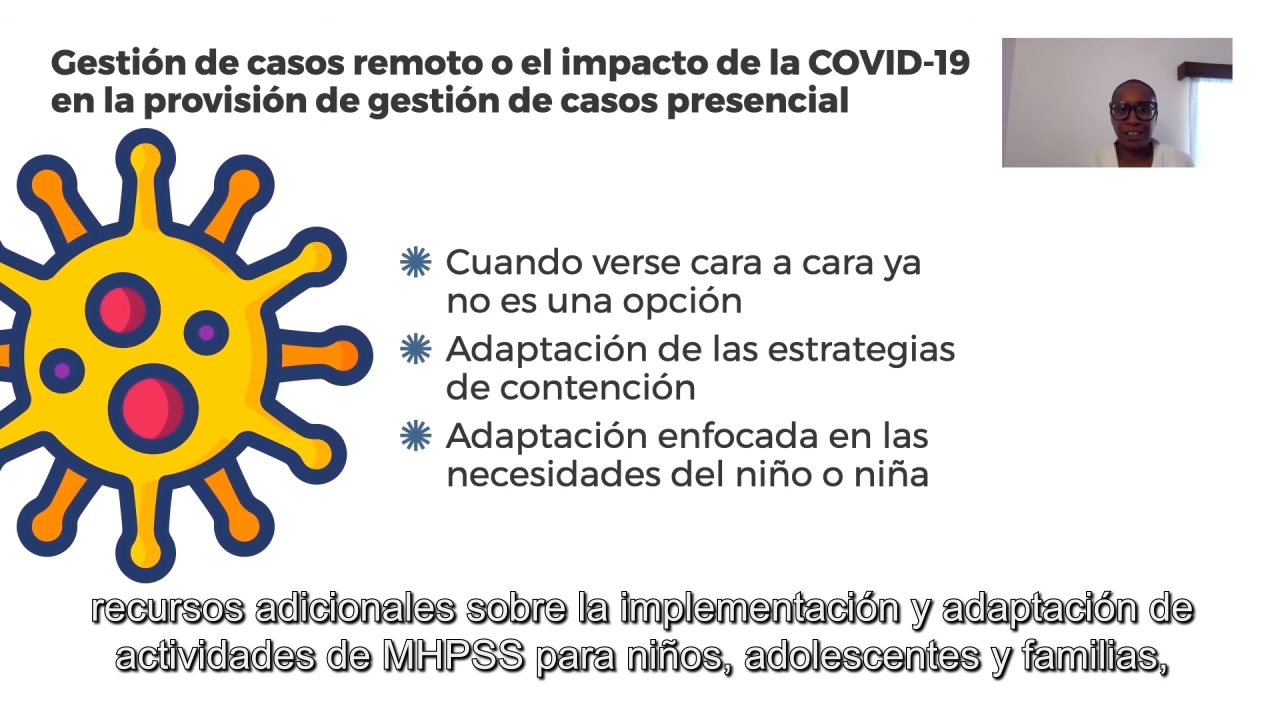 Gestión de casos remoto o el impacto de la COVID-19
en la provisión de gestión de casos presencial
Cuando verse cara a cara ya
no es una opción
Adaptación de las estrategias
de contención
Adaptación enfocada en las
necesidades del niño o niña
recursos adicionales sobre la implementación y adaptación de
actividades de MHPSS para niños, adolescentes y familias,